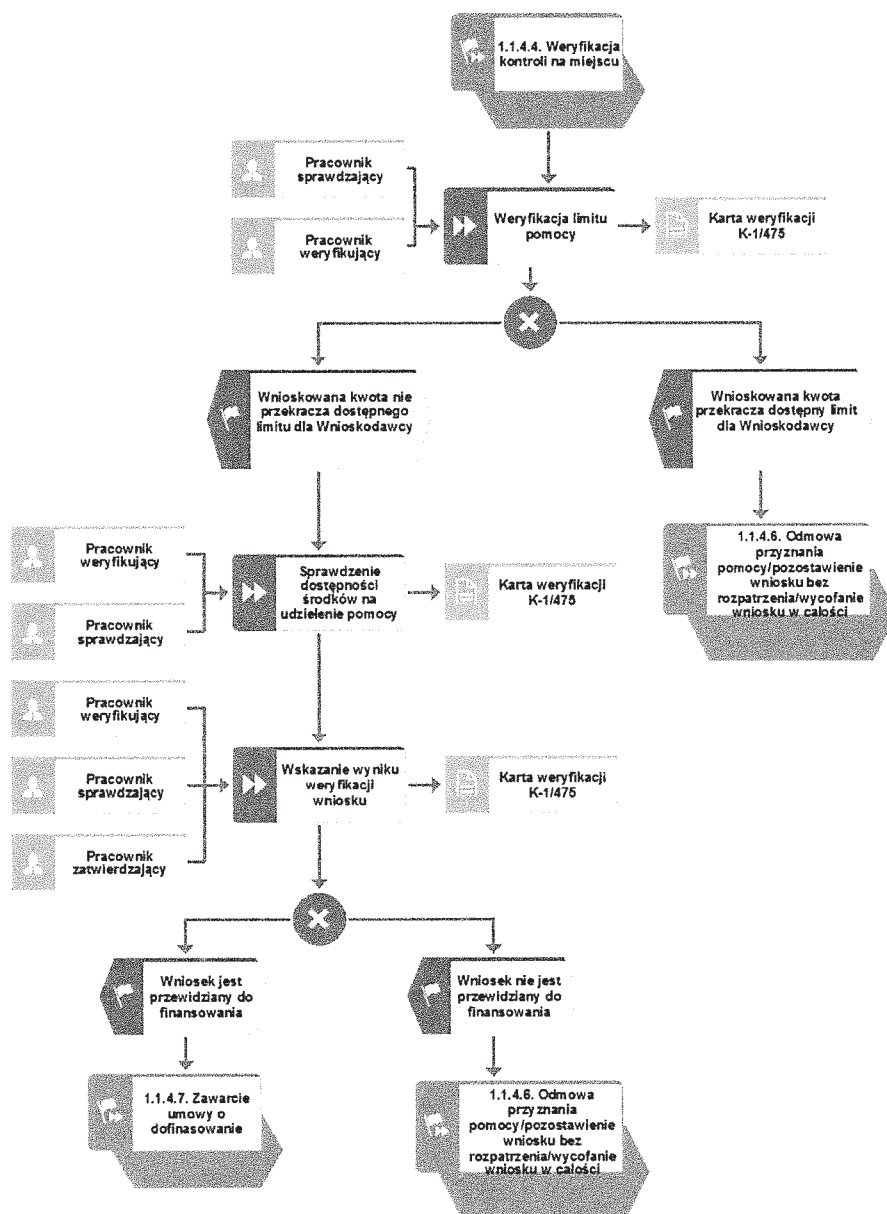 1.1.4.4. Weryfikacja
kontroli na miejscu
Pracownik
sprawdzający
Pracownik
weryfikujący
Weryfikacja limitu
pomocy
Karta weryfikacji
K-1/475
Wnioskowana kwota nie
przekracza dostępnego
limitu dla Wnioskodawcy
Wnioskowana kwota
przekracza dostępny limit
dla Wnioskodawcy
Pracownik
weryfikujący
Pracownik
sprawdzający
Sprawdzenie
dostępności
środków na
udzielenie pomocy
Karta weryfikacji
K-1/475
1.1.4.6. Odmowa
przyznania
pomocy/pozostawienie
wniosku bez
rozpatrzenia/wycofanie
wniosku w całości
Pracownik
weryfikujący
Pracownik
sprawdzający
Pracownik
zatwierdzający
Wskazanie wyniku
weryfikacji
wniosku
Karta weryfikacji
K-1/475
Wniosek jest
przewidziany do
finansowania
Wniosek nie jest
przewidziany do
finansowania
1.1.4.7. Zawarcie
umowy o
dofinasowanie
1.1.4.6. Odmowa
przyznania
pomocy/pozostawienie
wniosku bez
rozpatrzenia/wycofanie
wniosku w całości